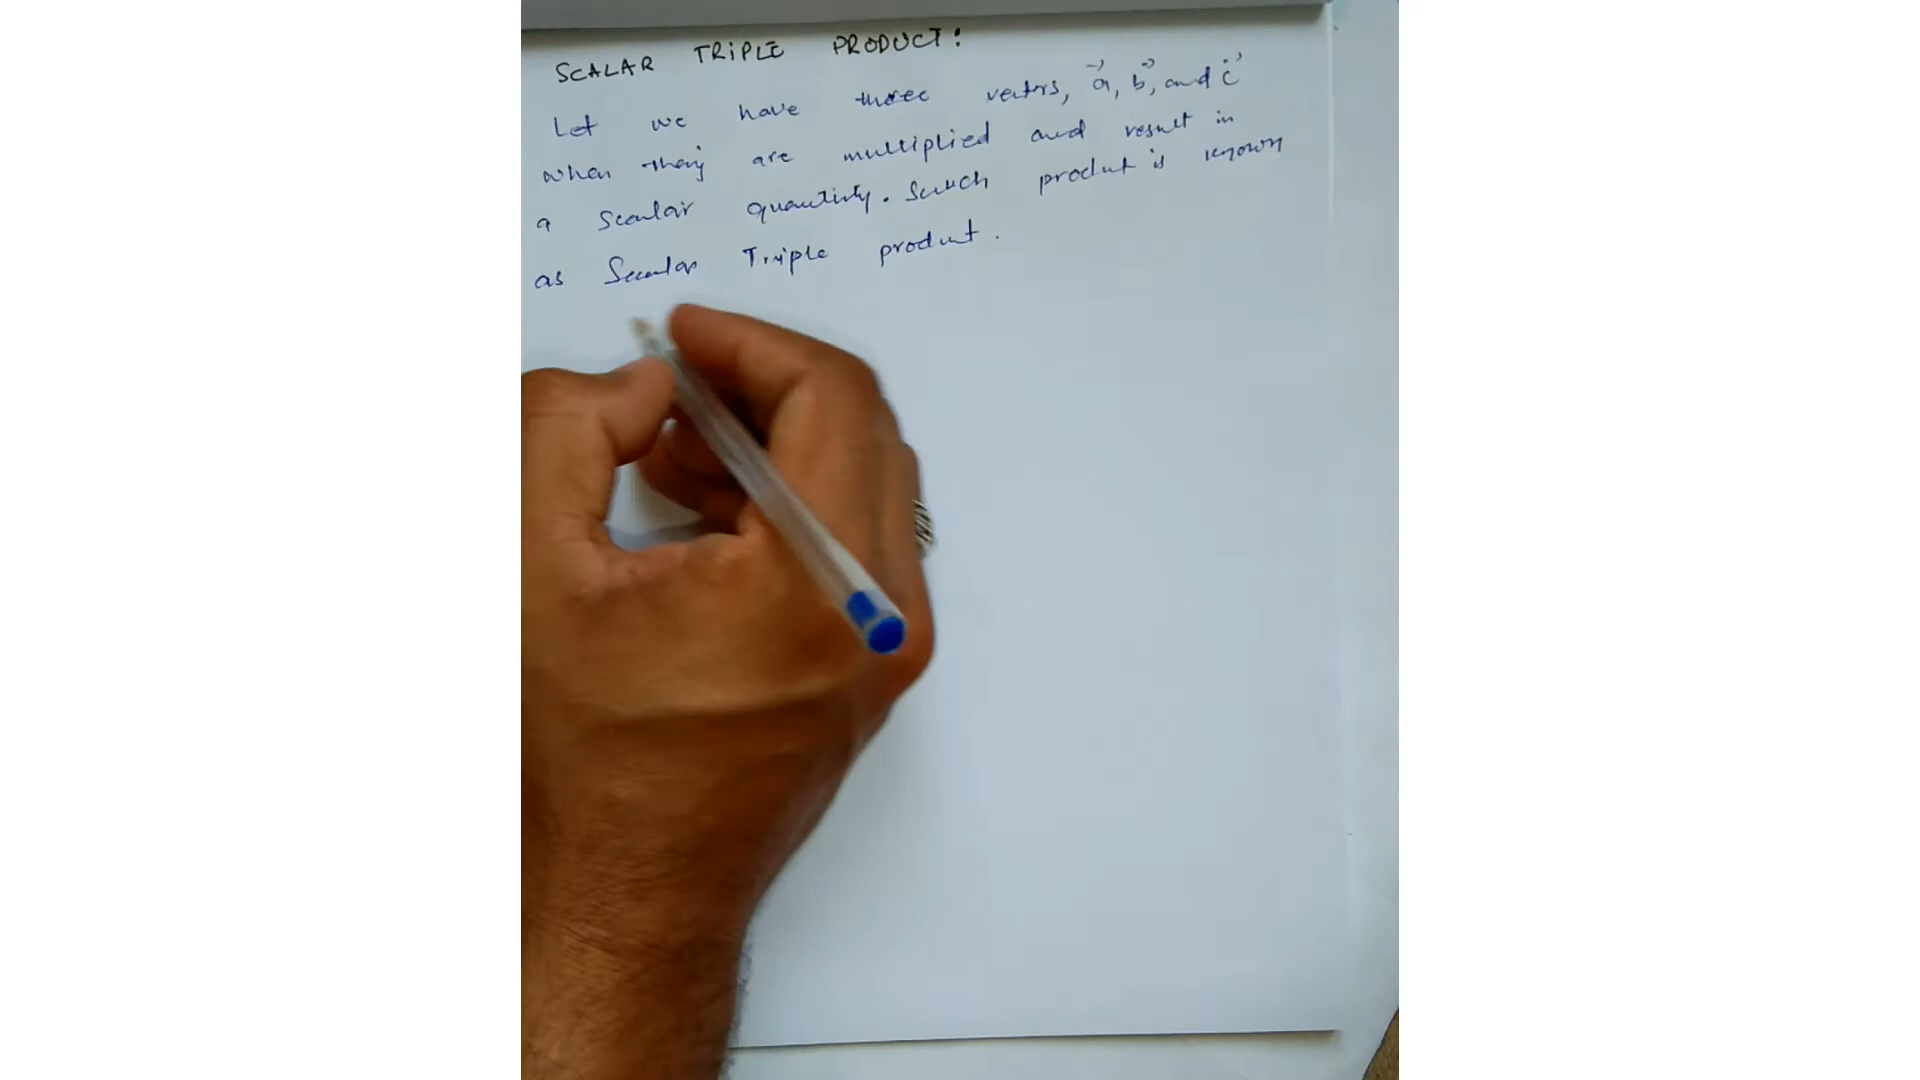 SCALAR TRIPLE PRODUCT:
Let we have three vectors, a⃗, b⃗, and c⃗
when they are multiplied and result in
a Scalar quantity. Such product is known
as Scalar Triple product.